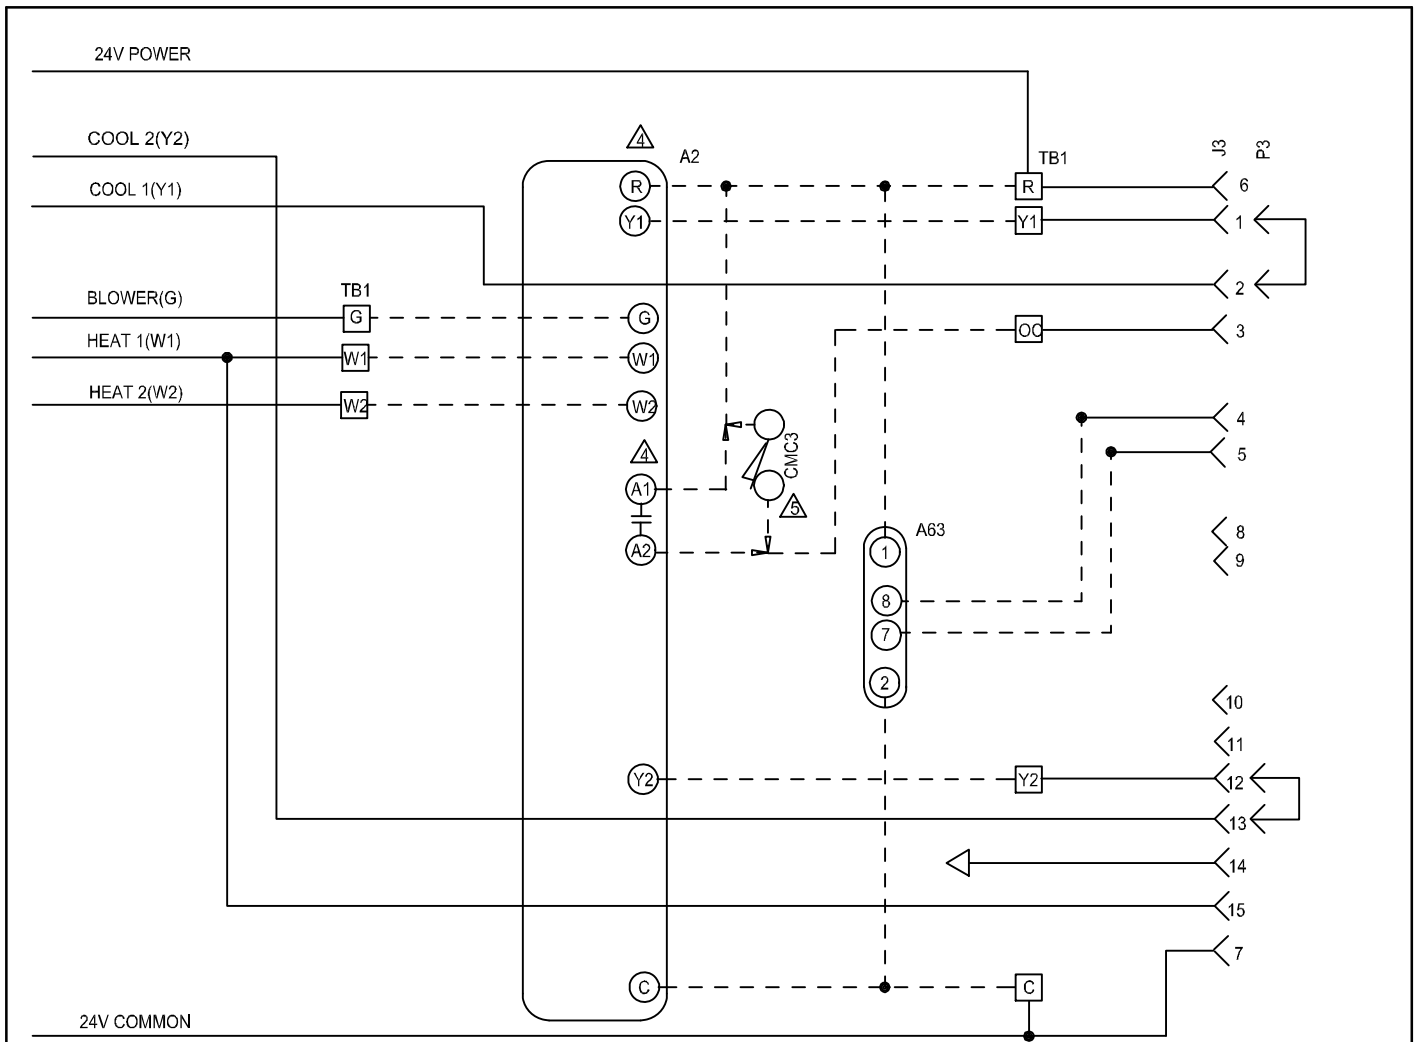 24V POWER
COOL 2(Y2)
COOL 1(Y1)
4
A2
TB1
J3
P3
R
R
6
Y1
Y1
1
2
BLOWER(G)
TB1
G
G
OC
3
HEAT 1(W1)
W1
W1
HEAT 2(W2)
W2
W2
4
5
4
CMC3
A1
5
A2
A63
1
8
9
8
7
2
10
11
Y2
Y2
12
13
14
15
7
C
C
24V COMMON